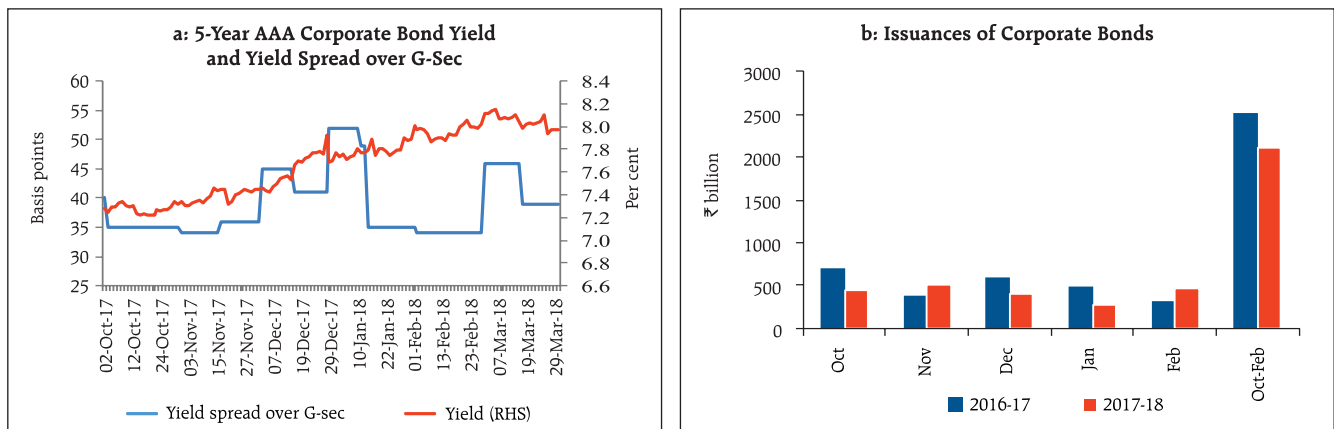 a: 5-Year AAA Corporate Bond Yield
and Yield Spread over G-Sec
60
55
50
45
40
35
30
25
Basis points
8.4
8.2
8.0
7.8
7.6
7.4
7.2
7.0
6.8
6.6
Per cent
02-Oct-17
12-Oct-17
24-Oct-17
03-Nov-17
15-Nov-17
27-Nov-17
07-Dec-17
19-Dec-17
29-Dec-17
10-Jan-18
22-Jan-18
01-Feb-18
13-Feb-18
23-Feb-18
07-Mar-18
19-Mar-18
29-Mar-18
Yield spread over G-sec
Yield (RHS)
b: Issuances of Corporate Bonds
3000
2500
2000
1500
1000
500
0
₹ billion
Oct
Nov
Dec
Jan
Feb
Oct-Feb
2016-17
2017-18